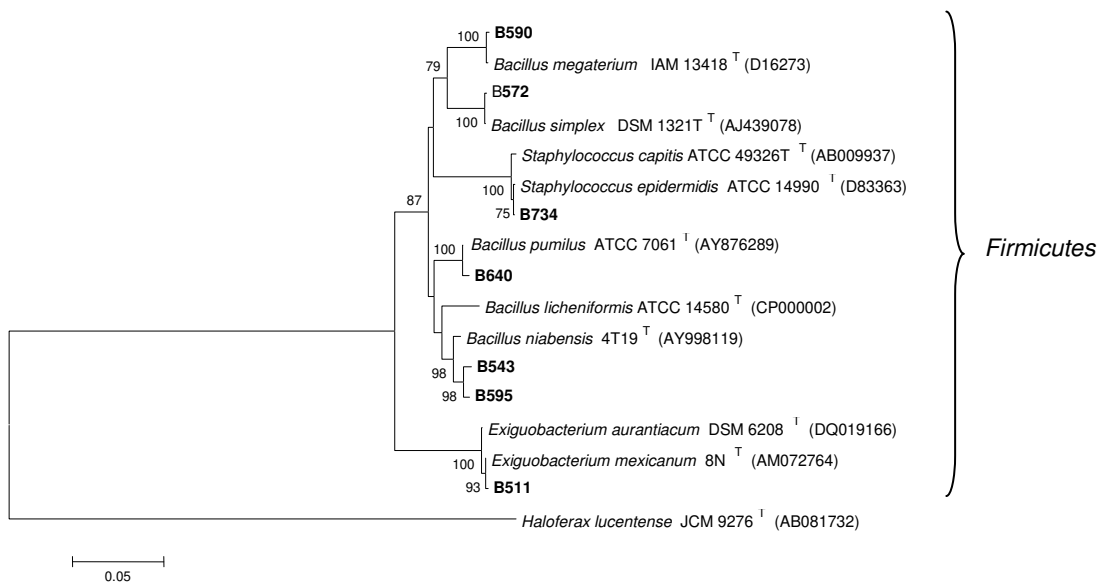 100 B590
79 Bacillus megaterium IAM 13418 T (D16273)
B572
100 Bacillus simplex DSM 1321T T (AJ439078)
Staphylococcus capitis ATCC 49326T T (AB009937)
100 Staphylococcus epidermidis ATCC 14990 T (D83363)
87 75 B734
100 Bacillus pumilus ATCC 7061 T (AY876289)
Firmicutes
B640
Bacillus licheniformis ATCC 14580 T (CP000002)
Bacillus niabensis 4T19 T (AY998119)
98 B543
98 B595
Exiguobacterium aurantiacum DSM 6208 T (DQ019166)
100 Exiguobacterium mexicanum 8N T (AM072764)
93 B511
Haloferax lucentense JCM 9276 T (AB081732)
0.05